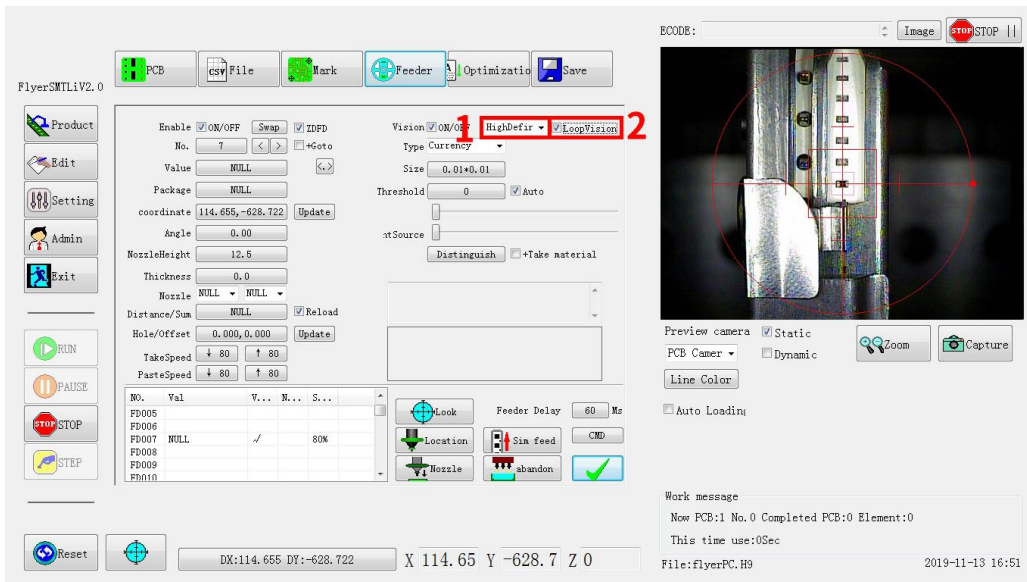 ECODE:
Image
STOP
STOP ||
FlyerSMTLiV2.0
PCB
CSV
File
Mark
Feeder
Optimizatio
Save
Product
Edit
Setting
Admin
Exit
RUN
PAUSE
STOP
STOP
STEP
Reset
Enable ON/OFF Swap ZDFD
No. 7 < > +Goto
Value NULL <.>
Package NULL
coordinate 114.655,-628.722 Update
Angle 0.00
NozzleHeight 12.5
Thickness 0.0
Nozzle NULL NULL
Distance/Sum NULL Reload
Hole/Offset 0.000,0.000 Update
TakeSpeed ↓ 80 ↑ 80
PasteSpeed ↓ 80 ↑ 80
1 2
Vision ON/OFF HighDefir LoopVision
Type Currency
Size 0.01*0.01
Threshold 0 Auto
ntSource
Distinguish +Take material
NO. Val V... N... S...
FD005
FD006
FD007 NULL ✓ 80%
FD008
FD009
FD010
Look Feeder Delay 60 Ms
Location Sim feed CMD
Nozzle abandon
DX:114.655 DY:-628.722 X 114.65 Y -628.7 Z 0
Preview camera Static
PCB Camer Dynamic
Zoom Capture
Line Color
Auto Loading
Work message
Now PCB:1 No.0 Completed PCB:0 Element:0
This time use:0Sec
File:flyerPC.H9 2019-11-13 16:51